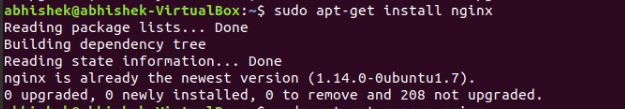 abhishek@abhishek-VirtualBox:~$ sudo apt-get install nginx
Reading package lists... Done
Building dependency tree
Reading state information... Done
nginx is already the newest version (1.14.0-0ubuntu1.7).
0 upgraded, 0 newly installed, 0 to remove and 208 not upgraded.